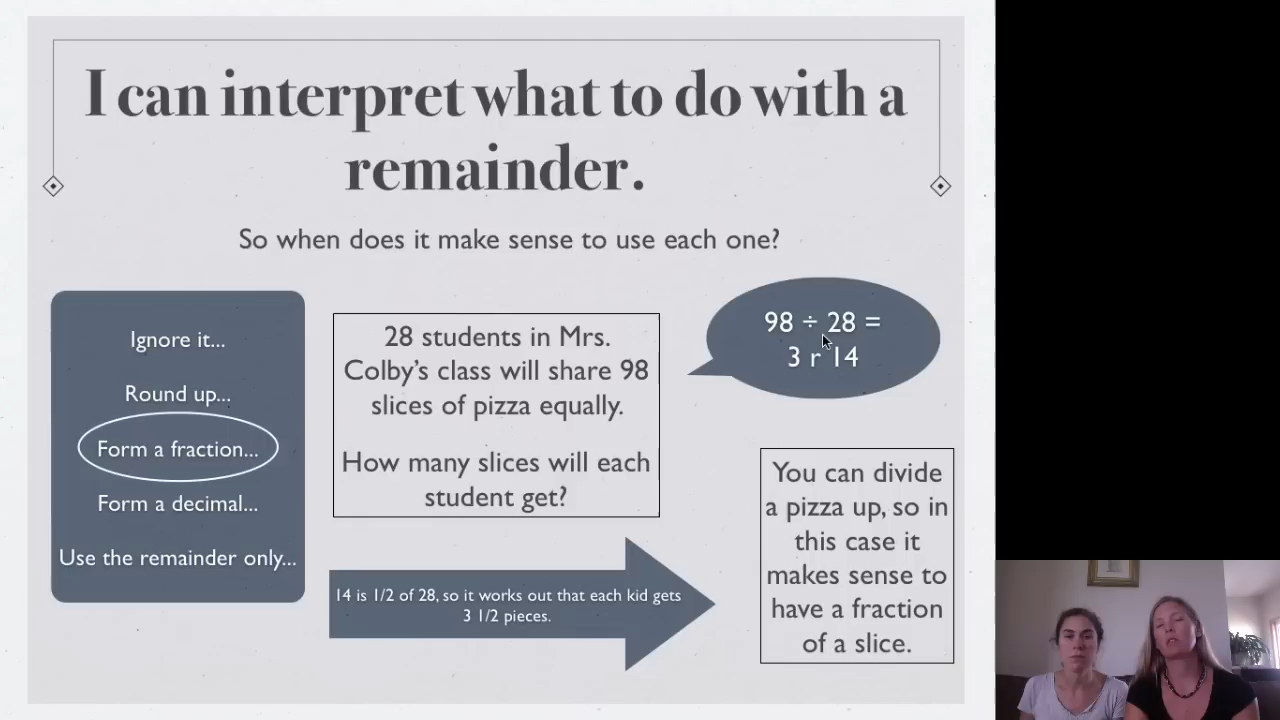 I can interpret what to do with a
remainder.
So when does it make sense to use each one?
Ignore it...
Round up...
Form a fraction...
Form a decimal...
Use the remainder only...
28 students in Mrs.
Colby's class will share 98
slices of pizza equally.
How many slices will each
student get?
98 ÷ 28 =
3 r 14
14 is 1/2 of 28, so it works out that each kid gets
3 1/2 pieces.
You can divide
a pizza up, so in
this case it
makes sense to
have a fraction
of a slice.